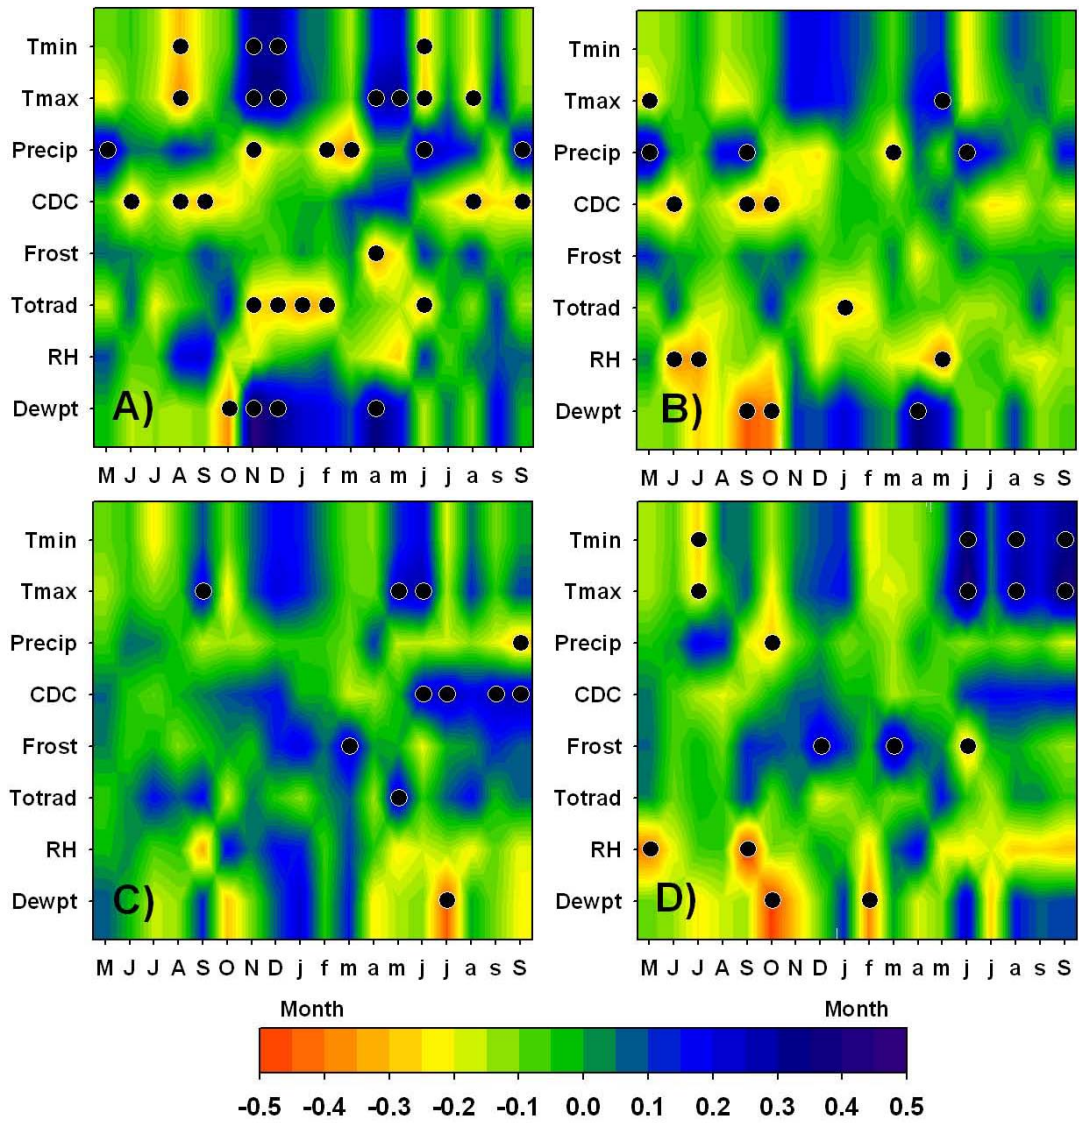 Tmin
Tmax
Precip
CDC
Frost
Totrad
RH
Dewpt
A)
M J J A S O N D j f m a m j j a s S
Tmin
Tmax
Precip
CDC
Frost
Totrad
RH
Dewpt
B)
M J J A S O N D j f m a m j j a s S
Tmin
Tmax
Precip
CDC
Frost
Totrad
RH
Dewpt
C)
M J J A S O N D j f m a m j j a s S
Month
Tmin
Tmax
Precip
CDC
Frost
Totrad
RH
Dewpt
D)
M J J A S O N D j f m a m j j a s S
Month
-0.5 -0.4 -0.3 -0.2 -0.1 0.0 0.1 0.2 0.3 0.4 0.5